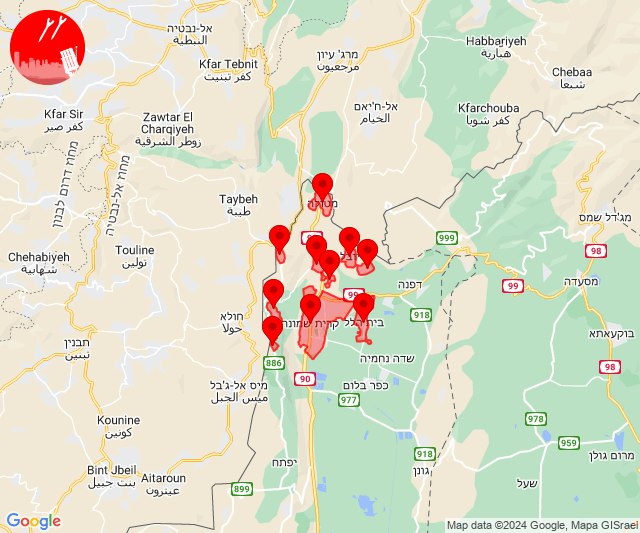 אל-נבטיה
النبطية
Kfar Tebnit
كفر تبنيت
מרג' עיון
مرجعيون
Habbariyeh
هبارية
Chebaa
شبعا
Kfar Sir
كفر صير
Zawtar El
Charqiyeh
زوطر الشرقية
אל-ח'יאם
الخيام
Kfarchouba
كفر شوبا
מחוז דרום לבנון
מחוז אל-נבטיה
Taybeh
طيبة
מטולה
מג'דל שמס
999
98
Touline
تولين
Chehabiyeh
شهابية
99
99
דפנה
מסעדה
918
חולא
حولا
קרית שמונה
בית הלל
בוקעאתא
תבנין
تبنين
886
שדה נחמיה
98
מיס אל-ג'בל
ميس الجبل
90
כפר בלום
977
Kounine
كونين
978
959
Bint Jbeil
بنت جبيل
Aitaroun
عيترون
יפתח
918
גונן
מרום גולן
שעל
899
Google
Map data ©2024 Google, Mapa GISrael